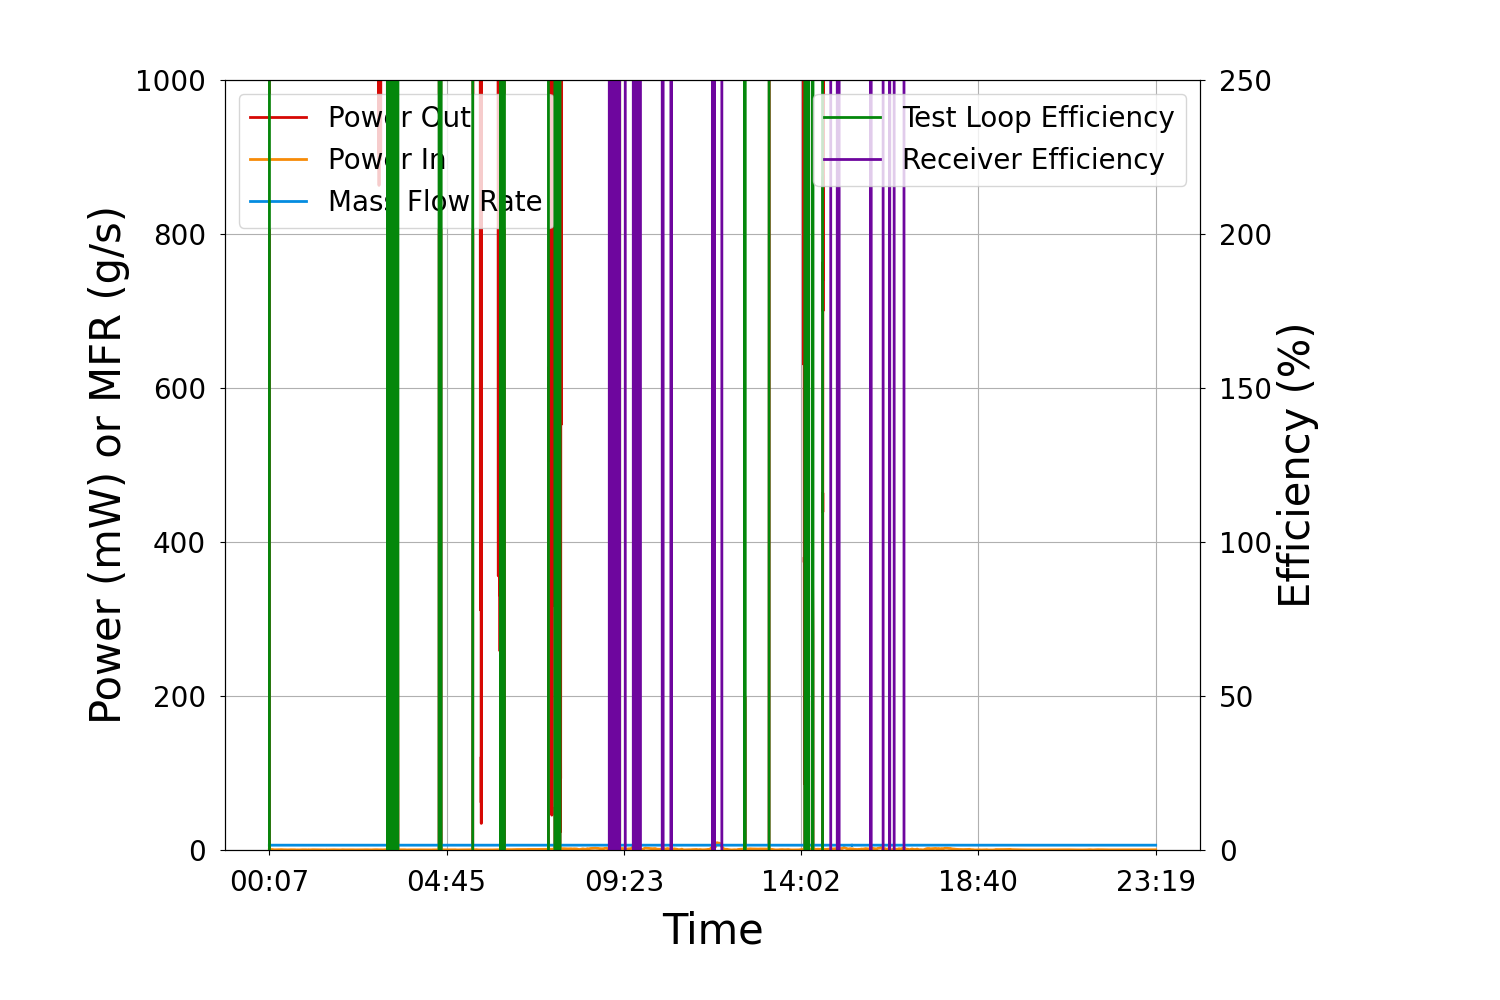 1000
800
600
400
200
0
Power (mW) or MFR (g/s)
Power Out
Power In
Mass Flow Rate
Test Loop Efficiency
Receiver Efficiency
250
200
150
100
50
0
Efficiency (%)
00:07 04:45 09:23 14:02 18:40 23:19
Time